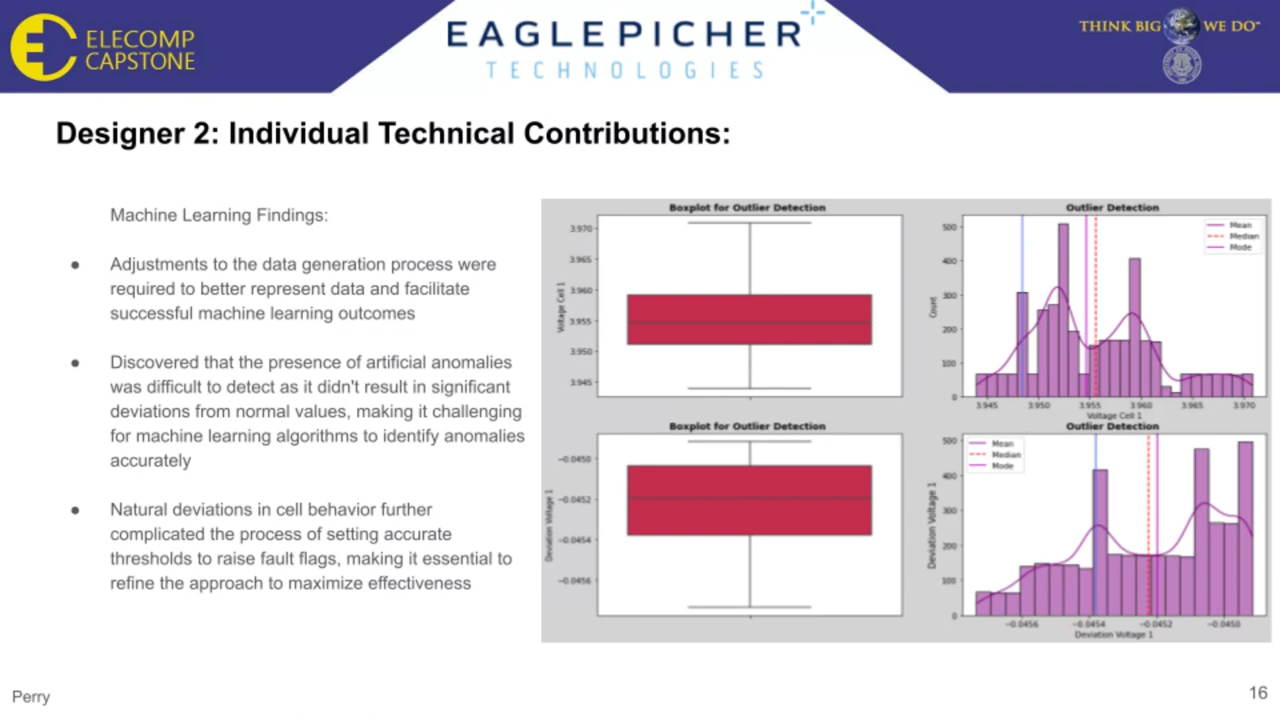 ELECOMP
CAPSTONE
EAGLEPICHER
TECHNOLOGIES
THINK BIG WE DO
Designer 2: Individual Technical Contributions:
Machine Learning Findings:
● Adjustments to the data generation process were
required to better represent data and facilitate
successful machine learning outcomes
● Discovered that the presence of artificial anomalies
was difficult to detect as it didn't result in significant
deviations from normal values, making it challenging
for machine learning algorithms to identify anomalies
accurately
● Natural deviations in cell behavior further
complicated the process of setting accurate
thresholds to raise fault flags, making it essential to
refine the approach to maximize effectiveness
Boxplot for Outlier Detection
Voltage Cell 1
3.970
3.965
3.960
3.955
3.950
3.945
Outlier Detection
Count
500
400
300
200
100
0
Mean
Median
Mode
3.945 3.950 3.955 3.960 3.965 3.970
Voltage Cell 1
Boxplot for Outlier Detection
Deviation Voltage 1
−0.0450
−0.0452
−0.0454
−0.0456
Outlier Detection
Deviation Voltage 1
500
400
300
200
100
0
Mean
Median
Mode
−0.0456 −0.0454 −0.0452 −0.0450
Deviation Voltage 1
Perry
16